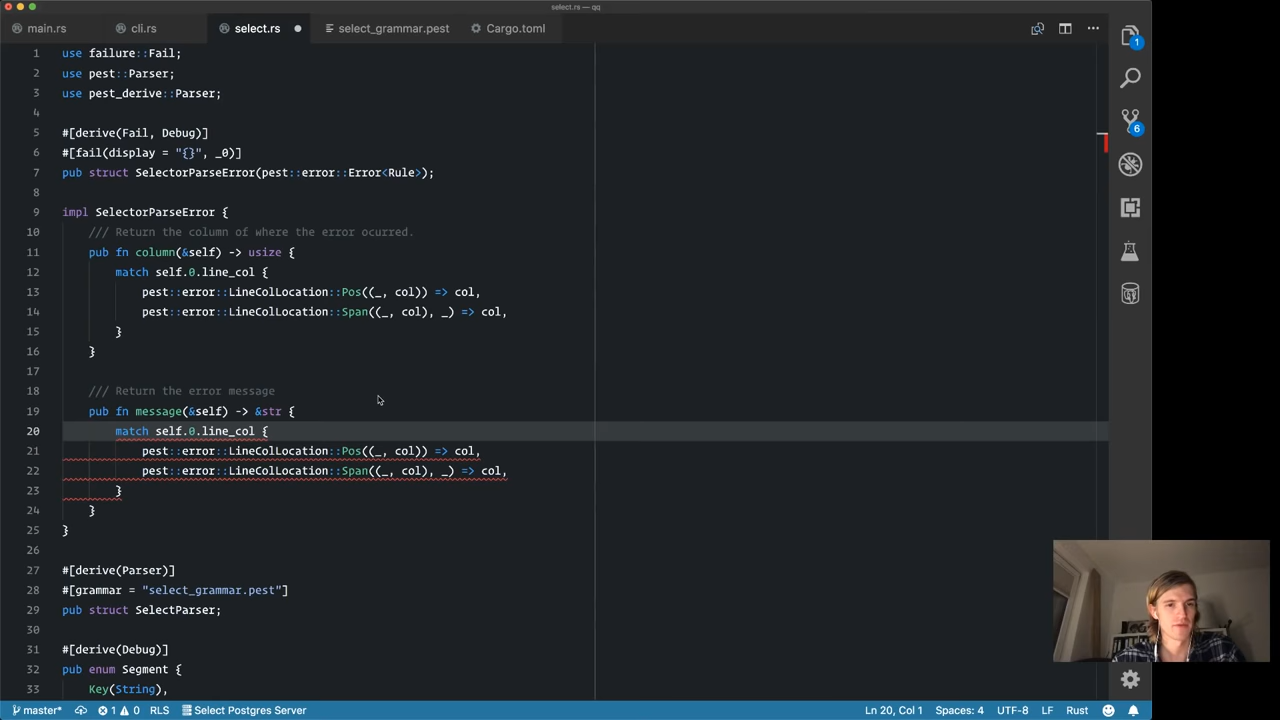 select.rs — qq
main.rs
cli.rs
select.rs
select_grammar.pest
Cargo.toml
1 use failure::Fail;
2 use pest::Parser;
3 use pest_derive::Parser;
4
5 #[derive(Fail, Debug)]
6 #[fail(display = "{}", _0)]
7 pub struct SelectorParseError(pest::error::Error<Rule>);
8
9 impl SelectorParseError {
10 /// Return the column of where the error ocurred.
11 pub fn column(&self) -> usize {
12 match self.0.line_col {
13 pest::error::LineColLocation::Pos((_, col)) => col,
14 pest::error::LineColLocation::Span((_, col), _) => col,
15 }
16 }
17
18 /// Return the error message
19 pub fn message(&self) -> &str {
20 match self.0.line_col {
21 pest::error::LineColLocation::Pos((_, col)) => col,
22 pest::error::LineColLocation::Span((_, col), _) => col,
23 }
24 }
25 }
26
27 #[derive(Parser)]
28 #[grammar = "select_grammar.pest"]
29 pub struct SelectParser;
30
31 #[derive(Debug)]
32 pub enum Segment {
33 Key(String),
1
6
master* 1 0 RLS Select Postgres Server Ln 20, Col 1 Spaces: 4 UTF-8 LF Rust